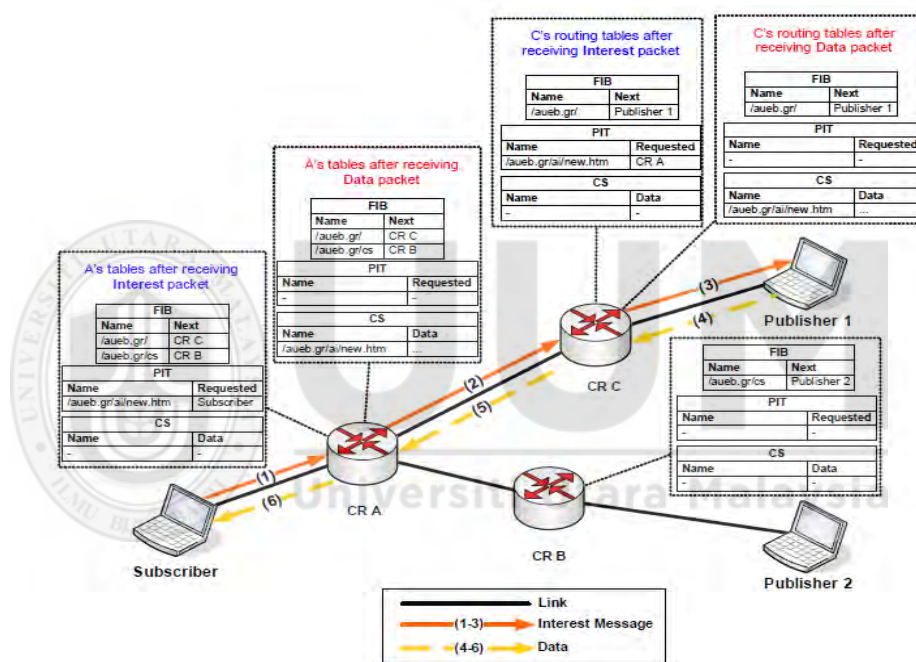 C's routing tables after
receiving Interest packet
FIB
Name Next
/aueb.gr/ Publisher 1
PIT
Name Requested
/aueb.gr/ai/new.htm CR A
CS
Name Data
- -
C's routing tables after
receiving Data packet
FIB
Name Next
/aueb.gr/ Publisher 1
PIT
Name Requested
- -
CS
Name Data
/aueb.gr/ai/new.htm ...
A's tables after receiving
Data packet
FIB
Name Next
/aueb.gr/ CR C
/aueb.gr/cs CR B
PIT
Name Requested
- -
CS
Name Data
/aueb.gr/ai/new.htm ...
A's tables after receiving
Interest packet
FIB
Name Next
/aueb.gr/ CR C
/aueb.gr/cs CR B
PIT
Name Requested
/aueb.gr/ai/new.htm Subscriber
CS
Name Data
- -
(3)
(4)
Publisher 1
CR C
(2)
(5)
FIB
Name Next
/aueb.gr/cs Publisher 2
PIT
Name Requested
- -
CS
Name Data
- -
(1)
(6)
CR A
CR B
Subscriber
Publisher 2
UUM
Universiti Utara Malaysia
Link
(1-3) Interest Message
(4-6) Data